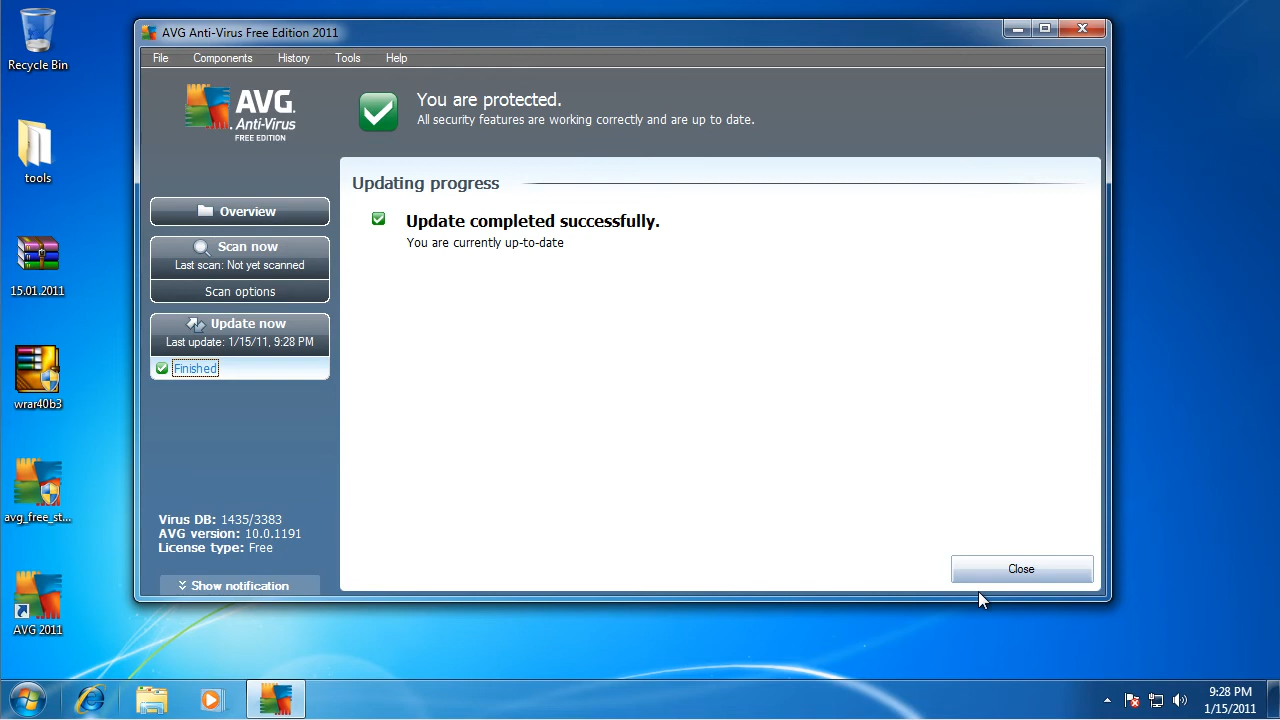 Recycle Bin
tools
15.01.2011
wrar40b3
avg_free_st...
AVG 2011
AVG Anti-Virus Free Edition 2011
File Components History Tools Help
AVG.
Anti-Virus
FREE EDITION
You are protected.
All security features are working correctly and are up to date.
Overview
Scan now
Last scan: Not yet scanned
Scan options
Update now
Last update: 1/15/11, 9:28 PM
Finished
Virus DB: 1435/3383
AVG version: 10.0.1191
License type: Free
Show notification
Updating progress
Update completed successfully.
You are currently up-to-date
Close
9:28 PM
1/15/2011